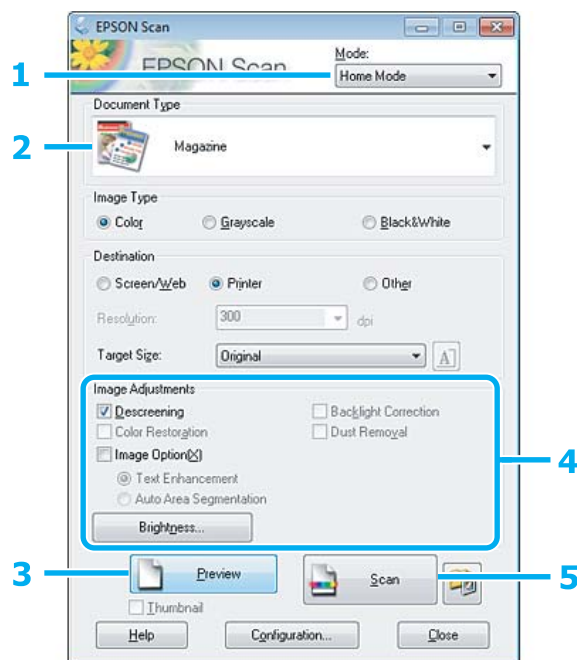 EPSON Scan
EPSON Scan
Mode:
1
Home Mode
Document Type
2
Magazine
Image Type
Color Grayscale Black&White
Destination
Screen/Web Printer Other
Resolution: 300 dpi
Target Size: Original A
Image Adjustments
Descreening Backlight Correction
Color Restoration Dust Removal
Image Option(X)
Text Enhancement
4
Auto Area Segmentation
Brightness...
3 Preview Scan 5
Thumbnail
Help Configuration... Close